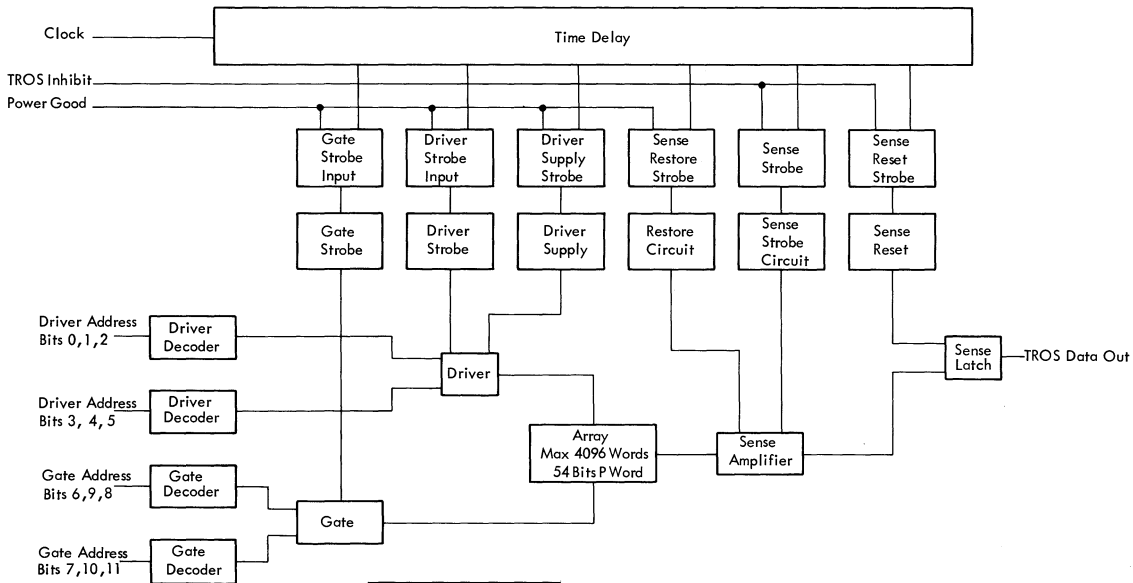 Clock
Time Delay
TROS Inhibit
Power Good
Gate
Strobe
Input
Driver
Strobe
Input
Driver
Supply
Strobe
Sense
Restore
Strobe
Sense
Strobe
Sense
Reset
Strobe
Gate
Strobe
Driver
Strobe
Driver
Supply
Restore
Circuit
Sense
Strobe
Circuit
Sense
Reset
Driver Address
Bits 0,1,2
Driver
Decoder
Driver
Sense
Latch
TROS Data Out
Driver Address
Bits 3, 4,5
Driver
Decoder
Array
Max 4096 Words
54 Bits P Word
Sense
Amplifier
Gate Address
Bits 6,9,8
Gate
Decoder
Gate
Gate Address
Bits 7,10,11
Gate
Decoder